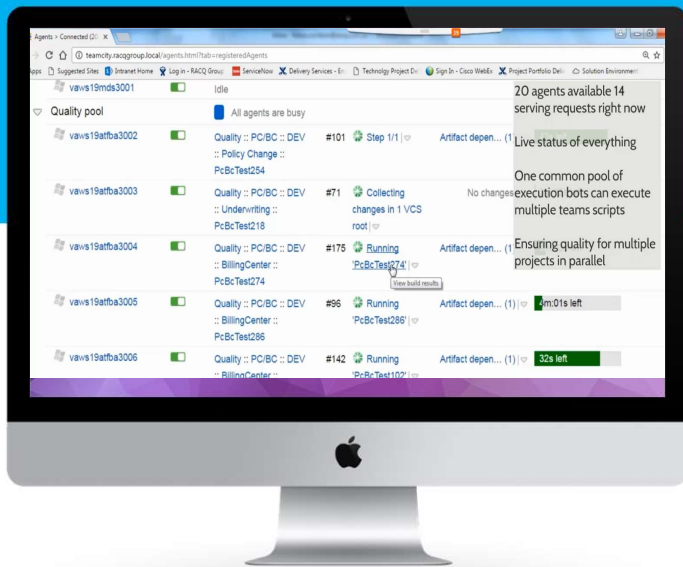 Agents > Connected (20)
teamcity.racqgroup.local/agents.html?tab=registeredAgents
Apps Suggested Sites Intranet Home Log in - RACQ Group ServiceNow Delivery Services - En Technolgy Project De Sign In - Cisco WebEx Project Portfolio Deli Solution Environment
vaws19mds3001 Idle
Quality pool All agents are busy
vaws19atfba3002 Quality :: PC/BC :: DEV #101 Step 1/1 Artifact depen... (1
:: Policy Change ::
PcBcTest254
vaws19atfba3003 Quality :: PC/BC :: DEV #71 Collecting No changes
:: Underwriting :: changes in 1 VCS
PcBcTest218 root
vaws19atfba3004 Quality :: PC/BC :: DEV #175 Running Artifact depen... (1
:: BillingCenter :: 'PcBcTest274'
PcBcTest274
View build results
vaws19atfba3005 Quality :: PC/BC :: DEV #96 Running Artifact depen... (1) 4m:01s left
:: BillingCenter :: 'PcBcTest286'
PcBcTest286
vaws19atfba3006 Quality :: PC/BC :: DEV #142 Running Artifact depen... (1) 32s left
:: BillingCenter :: 'PcBcTest102'
20 agents available 14
serving requests right now
Live status of everything
One common pool of
execution bots can execute
multiple teams scripts
Ensuring quality for multiple
projects in parallel